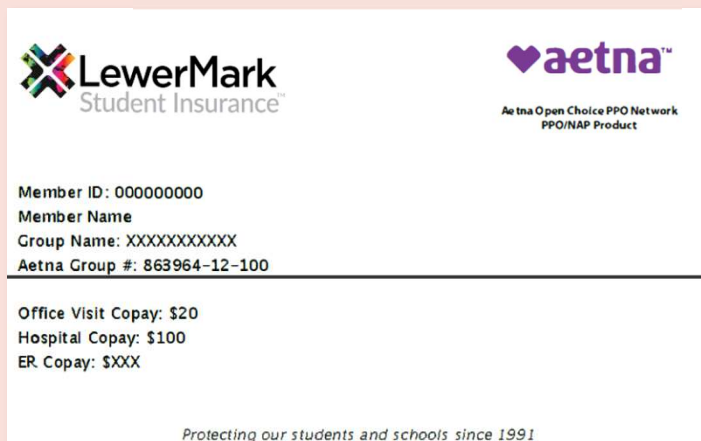 LewerMark
Student Insurance™
aetna™
Aetna Open Choice PPO Network
PPO/NAP Product
Member ID: 000000000
Member Name
Group Name: XXXXXXXXXXX
Aetna Group #: 863964-12-100
Office Visit Copay: $20
Hospital Copay: $100
ER Copay: $XXX
Protecting our students and schools since 1991